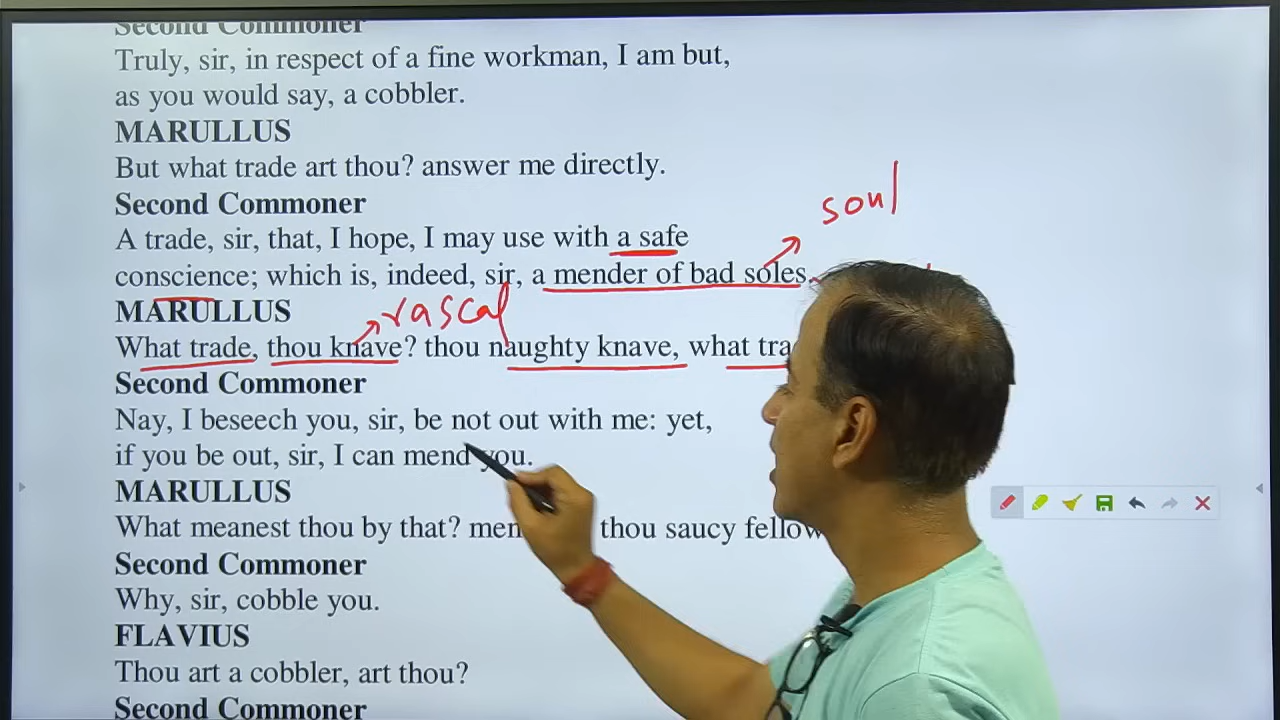 Second Commoner
Truly, sir, in respect of a fine workman, I am but,
as you would say, a cobbler.
MARULLUS
But what trade art thou? answer me directly.
soul
Second Commoner
A trade, sir, that, I hope, I may use with a safe
conscience; which is, indeed, sir, a mender of bad soles.
MARULLUS
rascal
What trade, thou knave? thou naughty knave, what
Second Commoner
Nay, I beseech you, sir, be not out with me: yet,
if you be out, sir, I can mend you.
MARULLUS
What meanest thou by that? thou saucy
Second Commoner
Why, sir, cobble you.
FLAVIUS
Thou art a cobbler, art thou?
Second Commoner